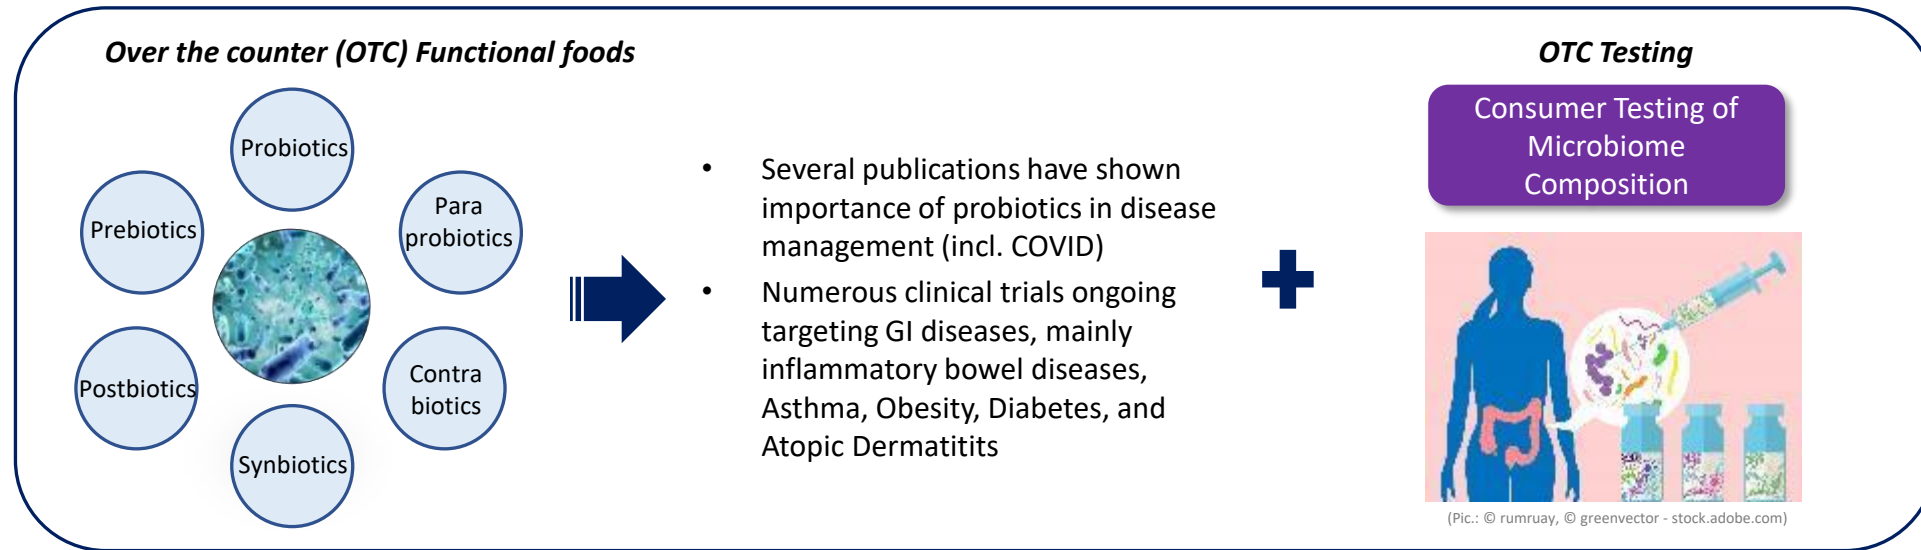 Over the counter (OTC) Functional foods
Probiotics
Prebiotics
Para
probiotics
Postbiotics
Contra
biotics
Synbiotics
• Several publications have shown
importance of probiotics in disease
management (incl. COVID)
• Numerous clinical trials ongoing
targeting GI diseases, mainly
inflammatory bowel diseases,
Asthma, Obesity, Diabetes, and
Atopic Dermatitits
OTC Testing
Consumer Testing of
Microbiome
Composition
(Pic.: © rumruay, © greenvector - stock.adobe.com)